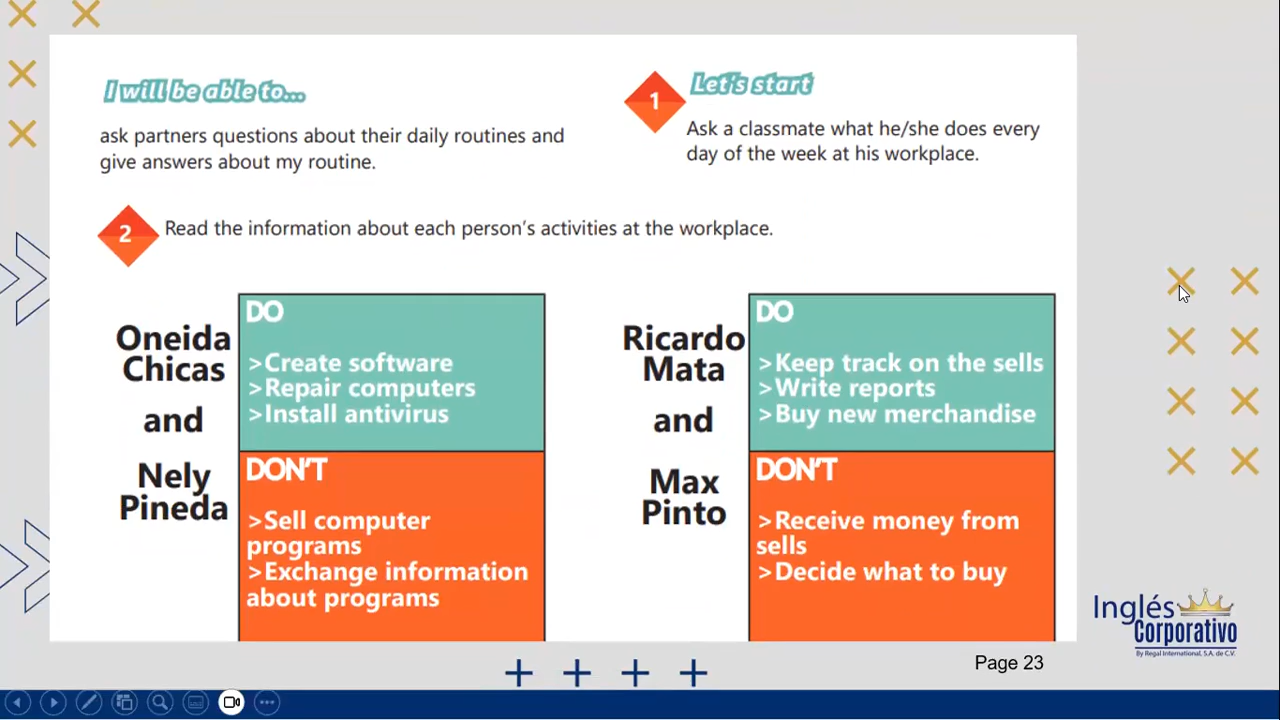 I will be able to...
ask partners questions about their daily routines and
give answers about my routine.
1
Let's start
Ask a classmate what he/she does every
day of the week at his workplace.
2
Read the information about each person's activities at the workplace.
Oneida
Chicas
and
Nely
Pineda
DO
>Create software
>Repair computers
>Install antivirus
DON'T
>Sell computer
programs
>Exchange information
about programs
Ricardo
Mata
and
Max
Pinto
DO
>Keep track on the sells
>Write reports
>Buy new merchandise
DON'T
>Receive money from
sells
>Decide what to buy
Inglés
Corporativo
By Regal International, S.A. de C.V.
Page 23